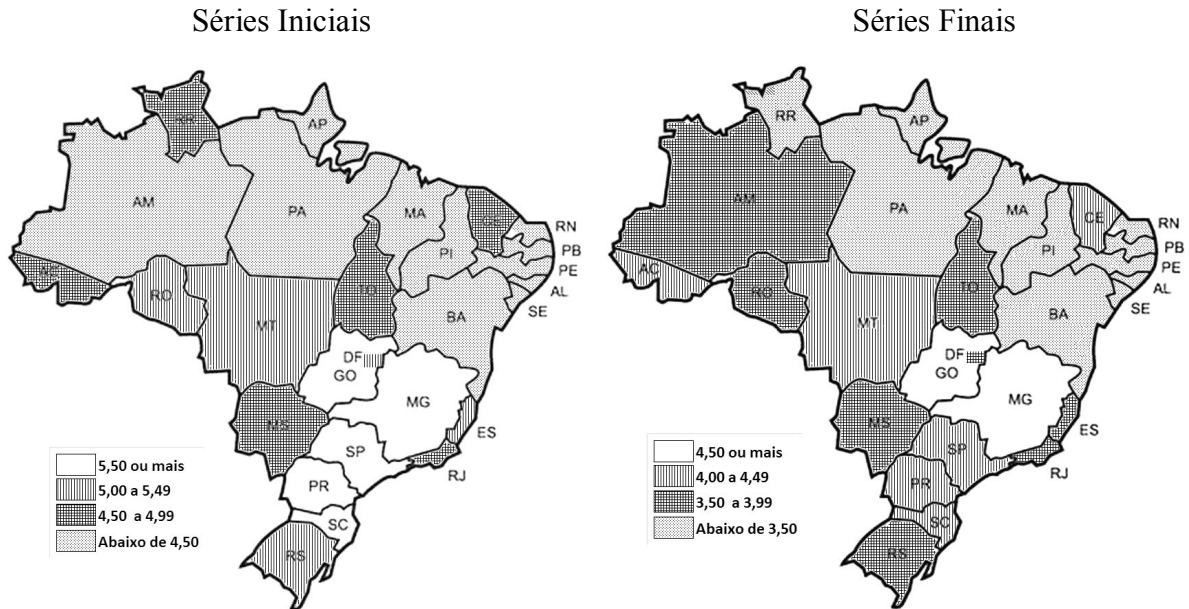 Séries Iniciais
RR
AP
AM
PA
MA
CE
RN
PB
PI
PE
AC
AL
RO
TO
SE
MT
BA
DF
GO
MG
MS
ES
SP
RJ
PR
SC
RS
5,50 ou mais
5,00 a 5,49
4,50 a 4,99
Abaixo de 4,50
Séries Finais
RR
AP
AM
PA
MA
CE
RN
PB
PI
PE
AC
AL
RO
TO
SE
MT
BA
DF
GO
MG
MS
ES
SP
RJ
PR
SC
RS
4,50 ou mais
4,00 a 4,49
3,50 a 3,99
Abaixo de 3,50